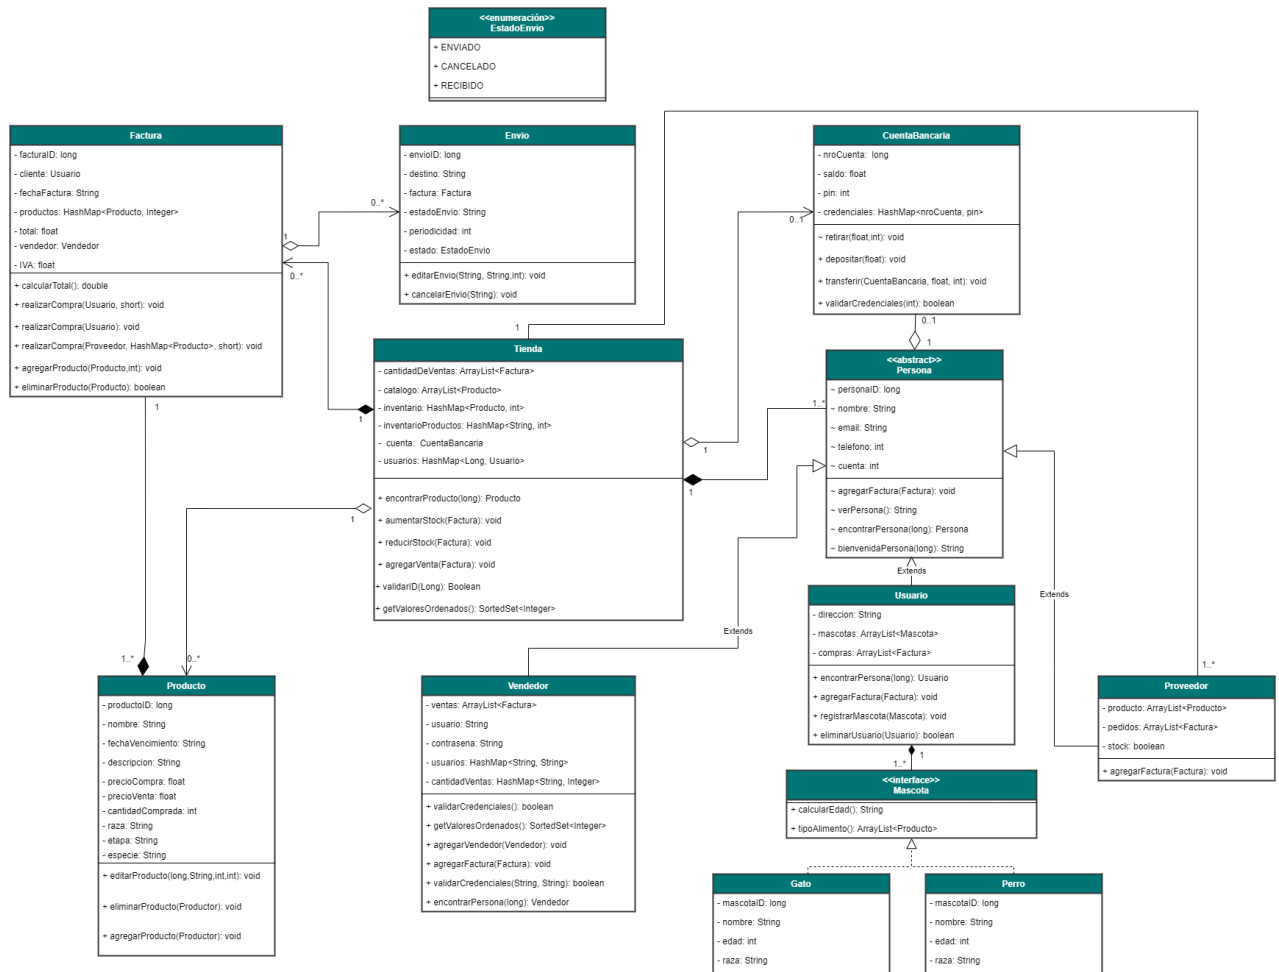 <<enumeración>>
EstadoEnvio
+ ENVIADO
+ CANCELADO
+ RECIBIDO
Factura
- facturaID: long
- cliente: Usuario
- fechaFactura: String
- productos: HashMap<Producto, Integer>
- total: float
- vendedor: Vendedor
- IVA: float
+ calcularTotal(): double
+ realizarCompra(Usuario, short): void
+ realizarCompra(Usuario): void
+ realizarCompra(Proveedor, HashMap<Producto>, short): void
+ agregarProducto(Producto,int): void
+ eliminarProducto(Producto): boolean
1
0..*
1
0..*
Envio
- envioID: long
- destino: String
- factura: Factura
- estadoEnvio: String
- periodicidad: int
- estado: EstadoEnvio
+ editarEnvio(String, String,int): void
+ cancelarEnvio(String): void
CuentaBancaria
- nroCuenta:  long
- saldo: float
- pin: int
- credenciales: HashMap<nroCuenta, pin>
~ retirar(float,int): void
+ depositar(float): void
+ transferir(CuentaBancaria, float, int): void
+ validarCredenciales(int): boolean
0..1
0..1
1
1
Tienda
- cantidadDeVentas: ArrayList<Factura>
- catalogo: ArrayList<Producto>
- inventario: HashMap<Producto, int>
- inventarioProductos: HashMap<String, int>
-  cuenta:  CuentaBancaria
- usuarios: HashMap<Long, Usuario>
+ encontrarProducto(long): Producto
+ aumentarStock(Factura): void
+ reducirStock(Factura): void
+ agregarVenta(Factura): void
+ validarID(Long): Boolean
+ getValoresOrdenados(): SortedSet<Integer>
1
1
1
1
1..*
<<abstract>>
Persona
~ personaID: long
~ nombre: String
~ email: String
~ telefono: int
~ cuenta: int
~ agregarFactura(Factura): void
~ verPersona(): String
~ encontrarPersona(long): Persona
~ bienvenidaPersona(long): String
Extends
Extends
Extends
Usuario
- direccion: String
- mascotas: ArrayList<Mascota>
- compras: ArrayList<Factura>
+ encontrarPersona(long): Usuario
+ agregarFactura(Factura): void
+ registrarMascota(Mascota): void
+ eliminarUsuario(Usuario): boolean
1
1..*
1..*
0..*
1..*
Producto
- productoID: long
- nombre: String
- fechaVencimiento: String
- descripcion: String
- precioCompra: float
- precioVenta: float
- cantidadComprada: int
- raza: String
- etapa: String
- especie: String
+ editarProducto(long,String,int,int): void
+ eliminarProducto(Productor): void
+ agregarProducto(Productor): void
Vendedor
- ventas: ArrayList<Factura>
- usuario: String
- contrasena: String
- usuarios: HashMap<String, String>
- cantidadVentas: HashMap<String, Integer>
+ validarCredenciales(): boolean
+ getValoresOrdenados(): SortedSet<Integer>
+ agregarVendedor(Vendedor): void
+ agregarFactura(Factura): void
+ validarCredenciales(String, String): boolean
+ encontrarPersona(long): Vendedor
Proveedor
- producto: ArrayList<Producto>
- pedidos: ArrayList<Factura>
- stock: boolean
+ agregarFactura(Factura): void
<<interface>>
Mascota
+ calcularEdad(): String
+ tipoAlimento(): ArrayList<Producto>
Gato
- mascotaID: long
- nombre: String
- edad: int
- raza: String
Perro
- mascotaID: long
- nombre: String
- edad: int
- raza: String